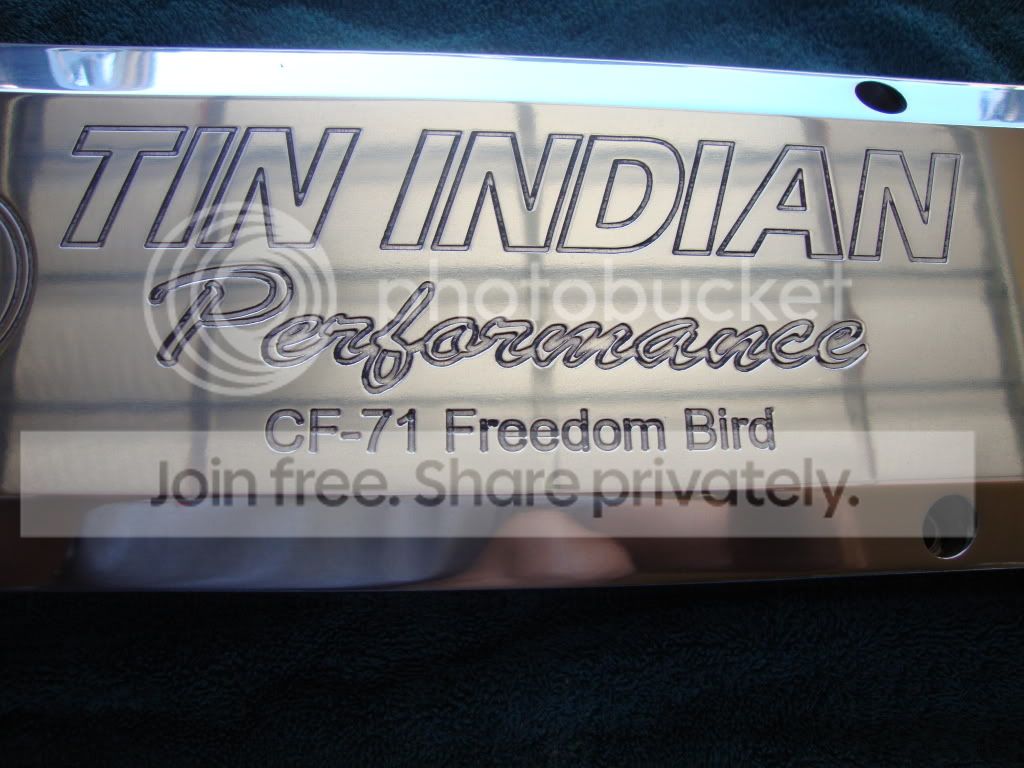 TIN INDIAN
photobucket
Performance
CF-71 Freedom Bird
Join free. Share privately.